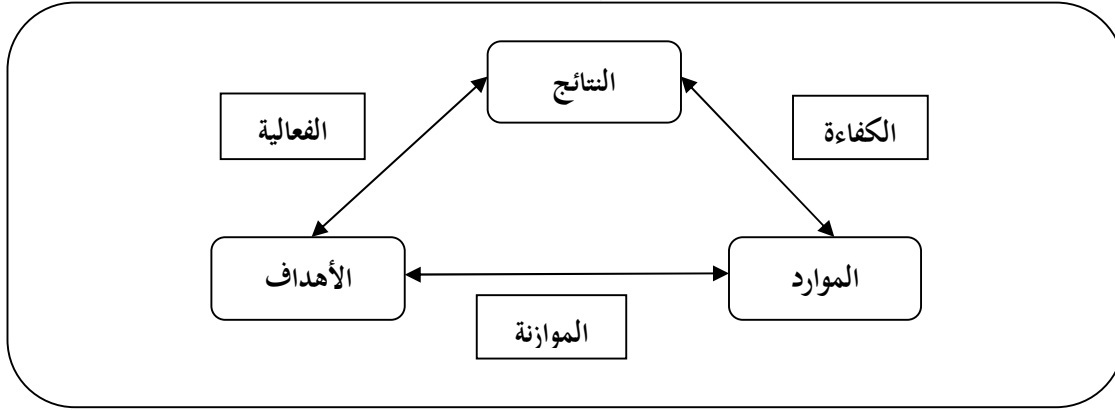 النتائج
الكفاءة
الفعالية
الموارد
الأهداف
الموازنة